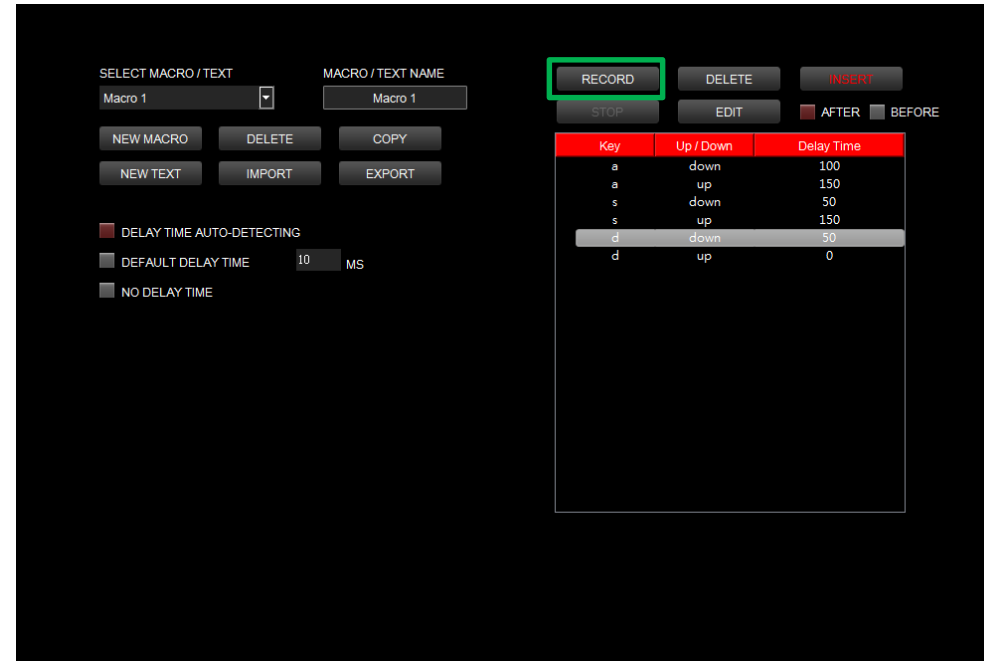 SELECT MACRO / TEXT
MACRO / TEXT NAME
Macro 1
Macro 1
NEW MACRO DELETE COPY
NEW TEXT IMPORT EXPORT
DELAY TIME AUTO-DETECTING
DEFAULT DELAY TIME 10 MS
NO DELAY TIME
RECORD DELETE INSERT
STOP EDIT AFTER BEFORE
Key Up / Down Delay Time
a down 100
a up 150
s down 50
s up 150
d down 50
d up 0